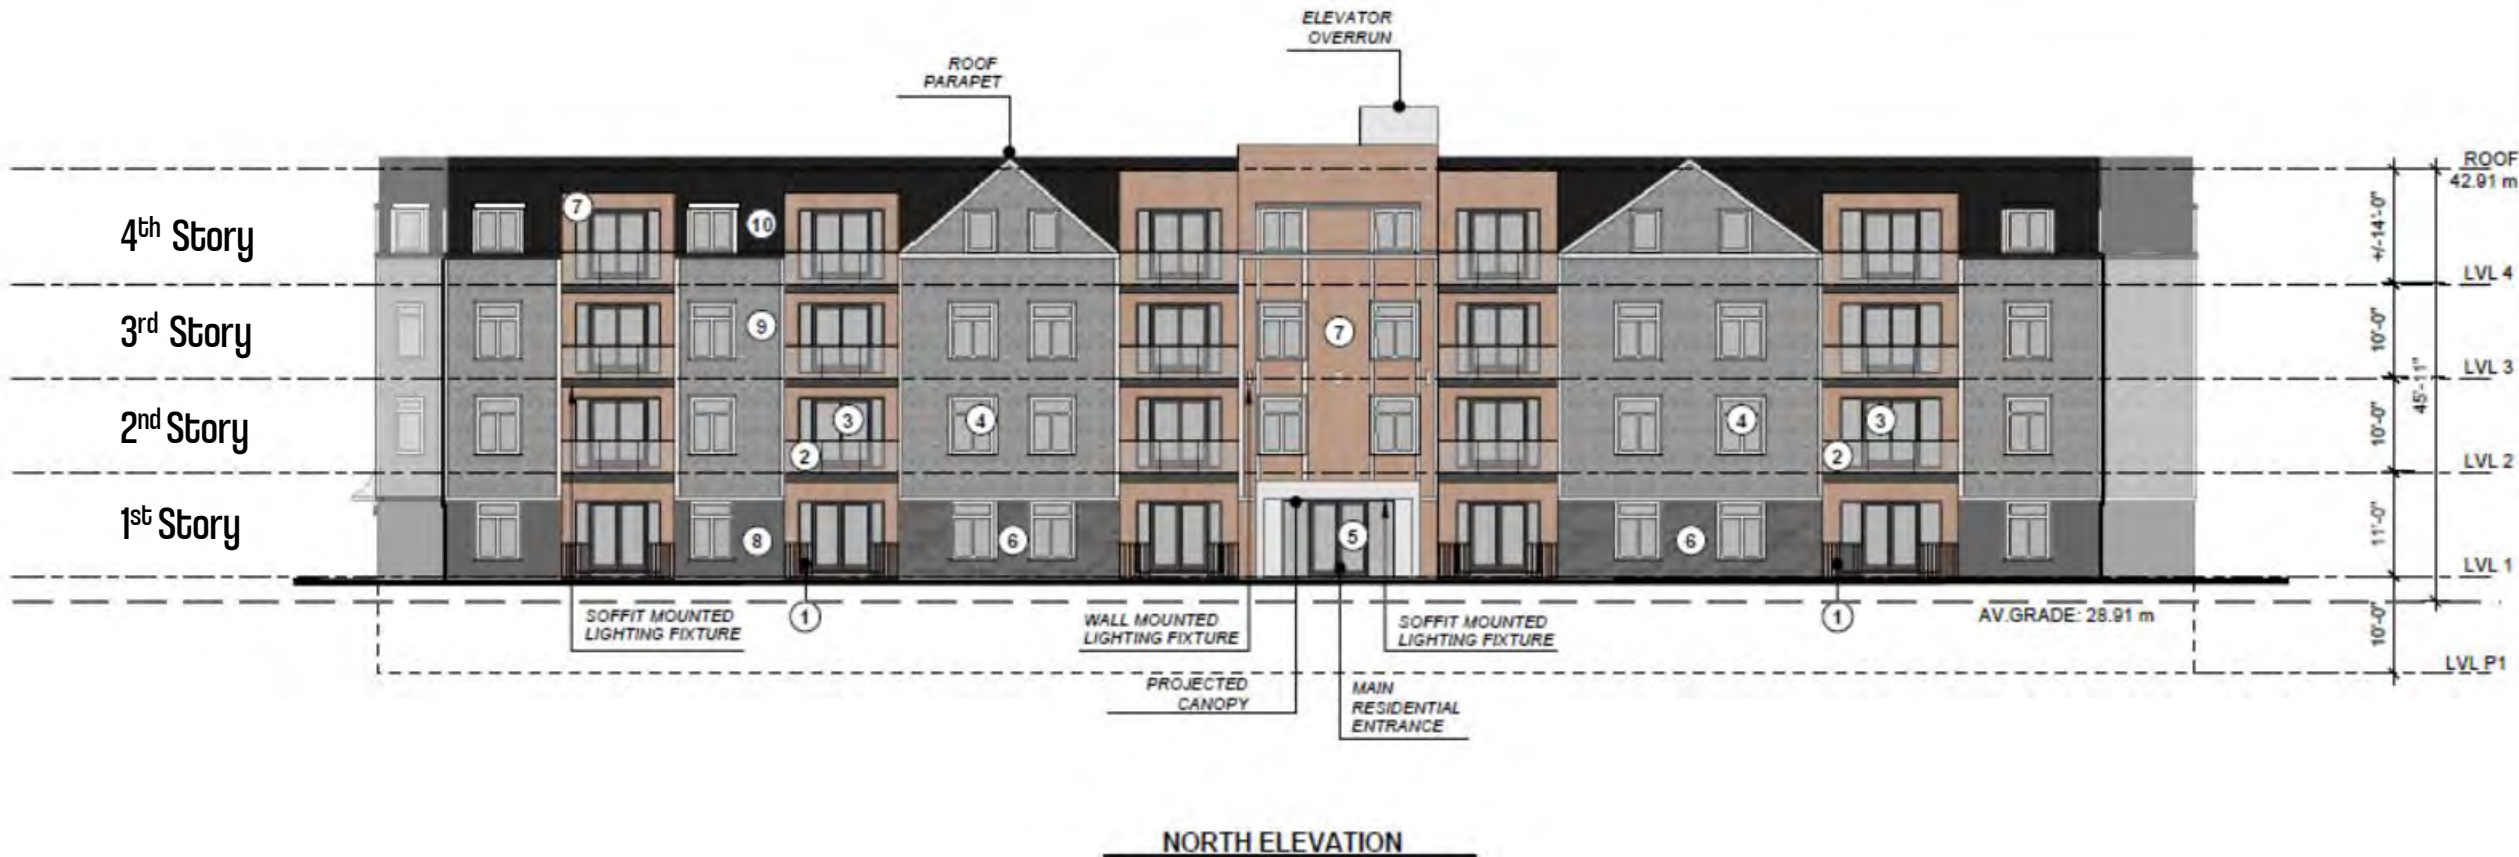 ELEVATOR
OVERRUN
ROOF
PARAPET
ROOF
42.91 m
4th Story
7
10
+/-14'-0"
LVL 4
3rd Story
9
7
10'-0"
LVL 3
45'-11"
2nd Story
3
4
4
3
2
2
10'-0"
LVL 2
1st Story
8
6
5
6
11'-0"
LVL 1
SOFFIT MOUNTED
LIGHTING FIXTURE
1
WALL MOUNTED
LIGHTING FIXTURE
SOFFIT MOUNTED
LIGHTING FIXTURE
1
AV.GRADE: 28.91 m
10'-0"
LVL P1
PROJECTED
CANOPY
MAIN
RESIDENTIAL
ENTRANCE
NORTH ELEVATION